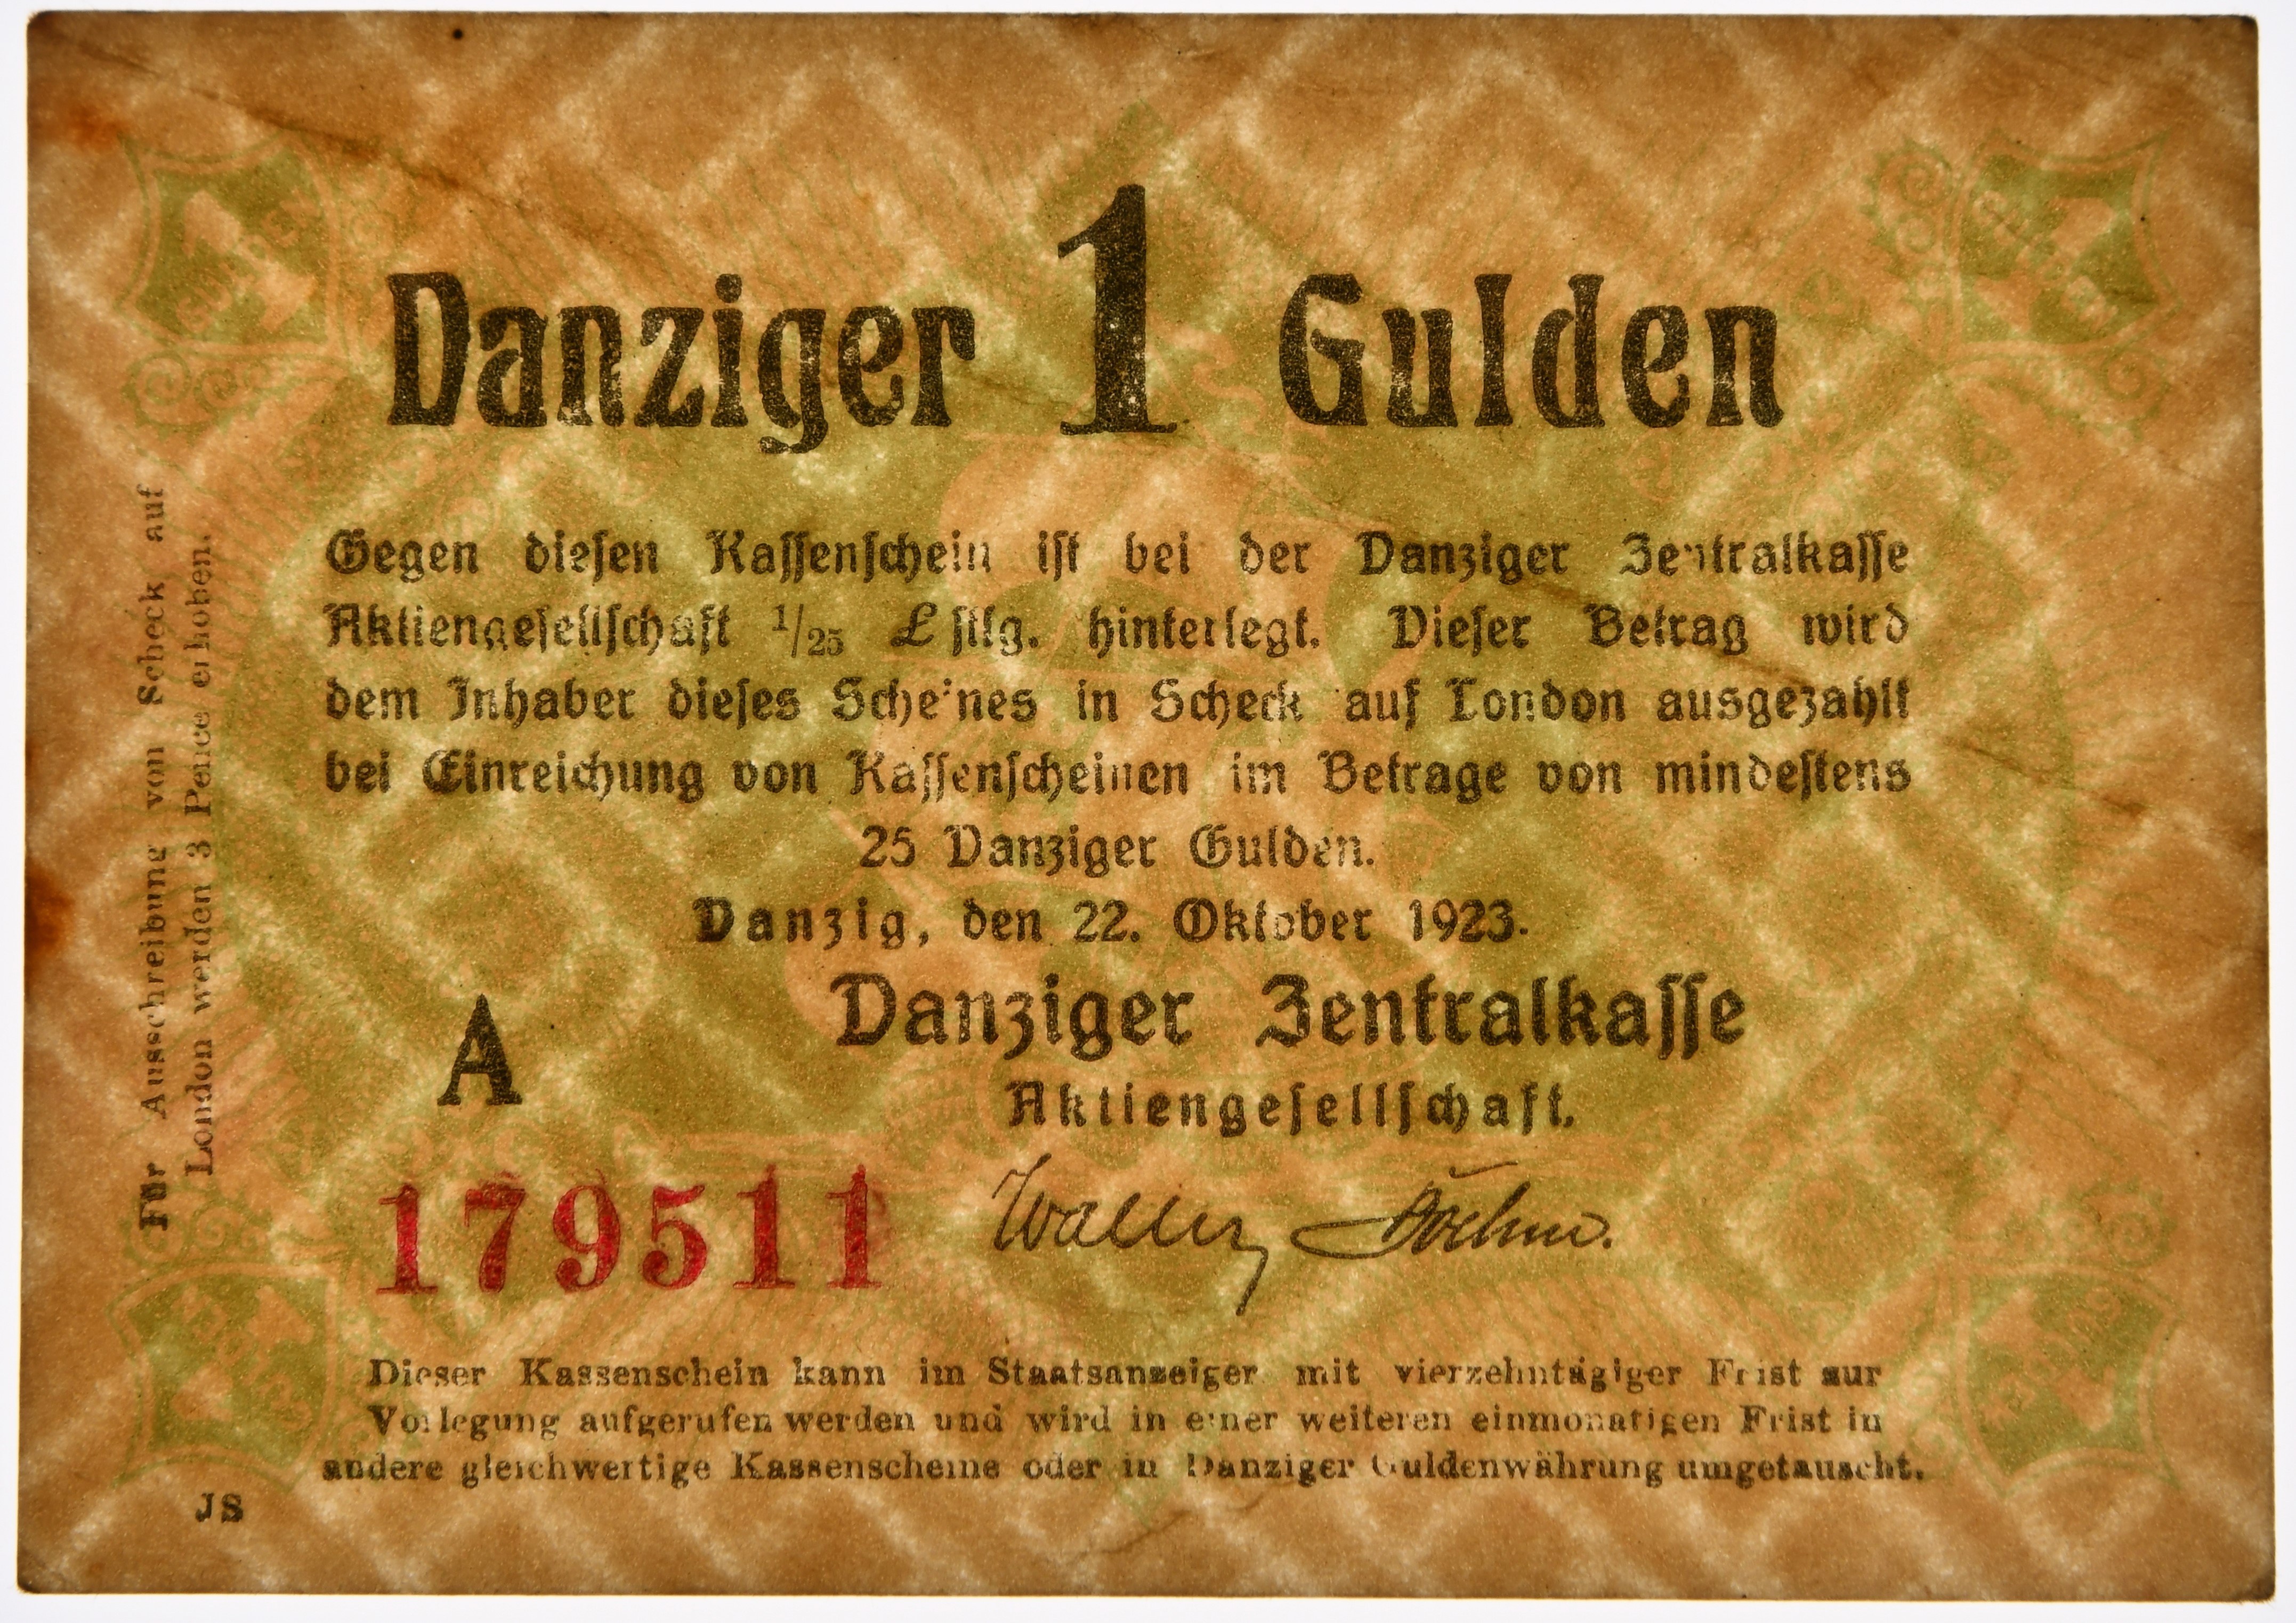 Danziger 1 Gulden
Gegen diesen Kassenschein ist bei der Danziger Zentralkasse
Aktiengesellschaft 1/25 £ stlg. hinterlegt. Dieser Betrag wird
dem Inhaber dieses Scheines in Scheck auf London ausgezahlt
bei Einreichung von Kassenscheinen im Betrage von mindestens
25 Danziger Gulden.
Danzig, den 22. Oktober 1923.
Danziger Zentralkasse
Aktiengesellschaft.
A
179511
Dieser Kassenschein kann im Staatsanzeiger mit vierzehntägiger Frist zur
Vorlegung aufgerufen werden und wird in einer weiteren einmonatigen Frist in
andere gleichwertige Kassenscheine oder in Danziger Guldenwährung umgetauscht.
JS
Für Ausschreibung von Scheck auf
London werden 3 Pence erhoben.